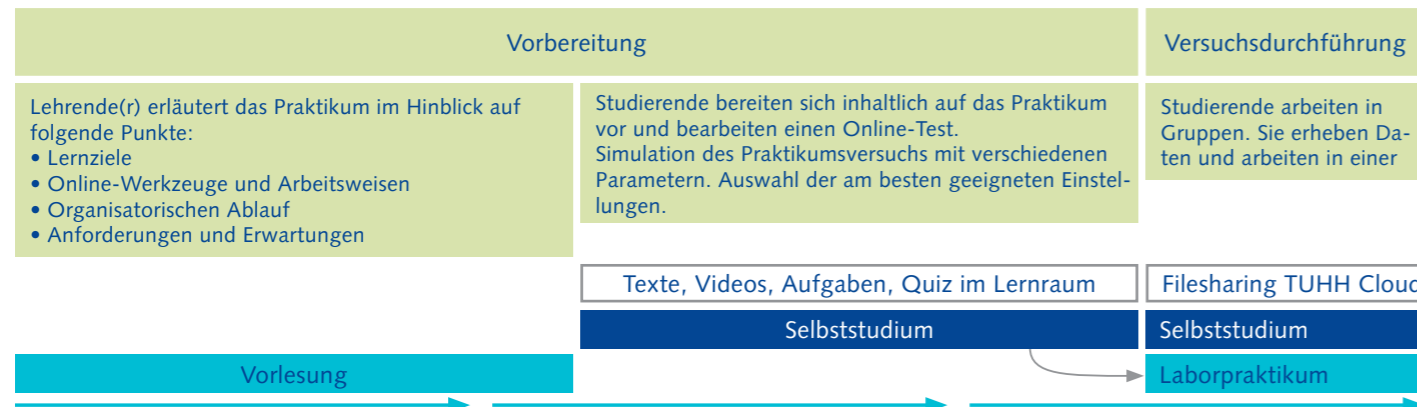 Vorbereitung
Versuchsdurchführung
Lehrende(r) erläutert das Praktikum im Hinblick auf
folgende Punkte:
• Lernziele
• Online-Werkzeuge und Arbeitsweisen
• Organisatorischen Ablauf
• Anforderungen und Erwartungen
Studierende bereiten sich inhaltlich auf das Praktikum
vor und bearbeiten einen Online-Test.
Simulation des Praktikumsversuchs mit verschiedenen
Parametern. Auswahl der am besten geeigneten Einstel-
lungen.
Studierende arbeiten in
Gruppen. Sie erheben Da-
ten und arbeiten in einer
Texte, Videos, Aufgaben, Quiz im Lernraum
Filesharing TUHH Cloud
Selbststudium
Selbststudium
Vorlesung
Laborpraktikum